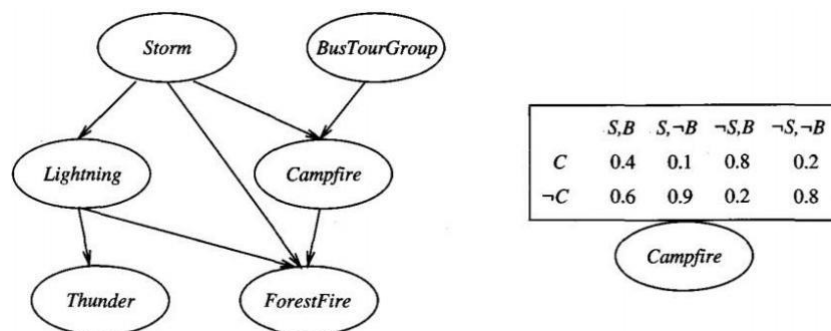 Storm
BusTourGroup
S,B S,¬B ¬S,B ¬S,¬B
C 0.4 0.1 0.8 0.2
¬C 0.6 0.9 0.2 0.8
Lightning
Campfire
Campfire
Thunder
ForestFire